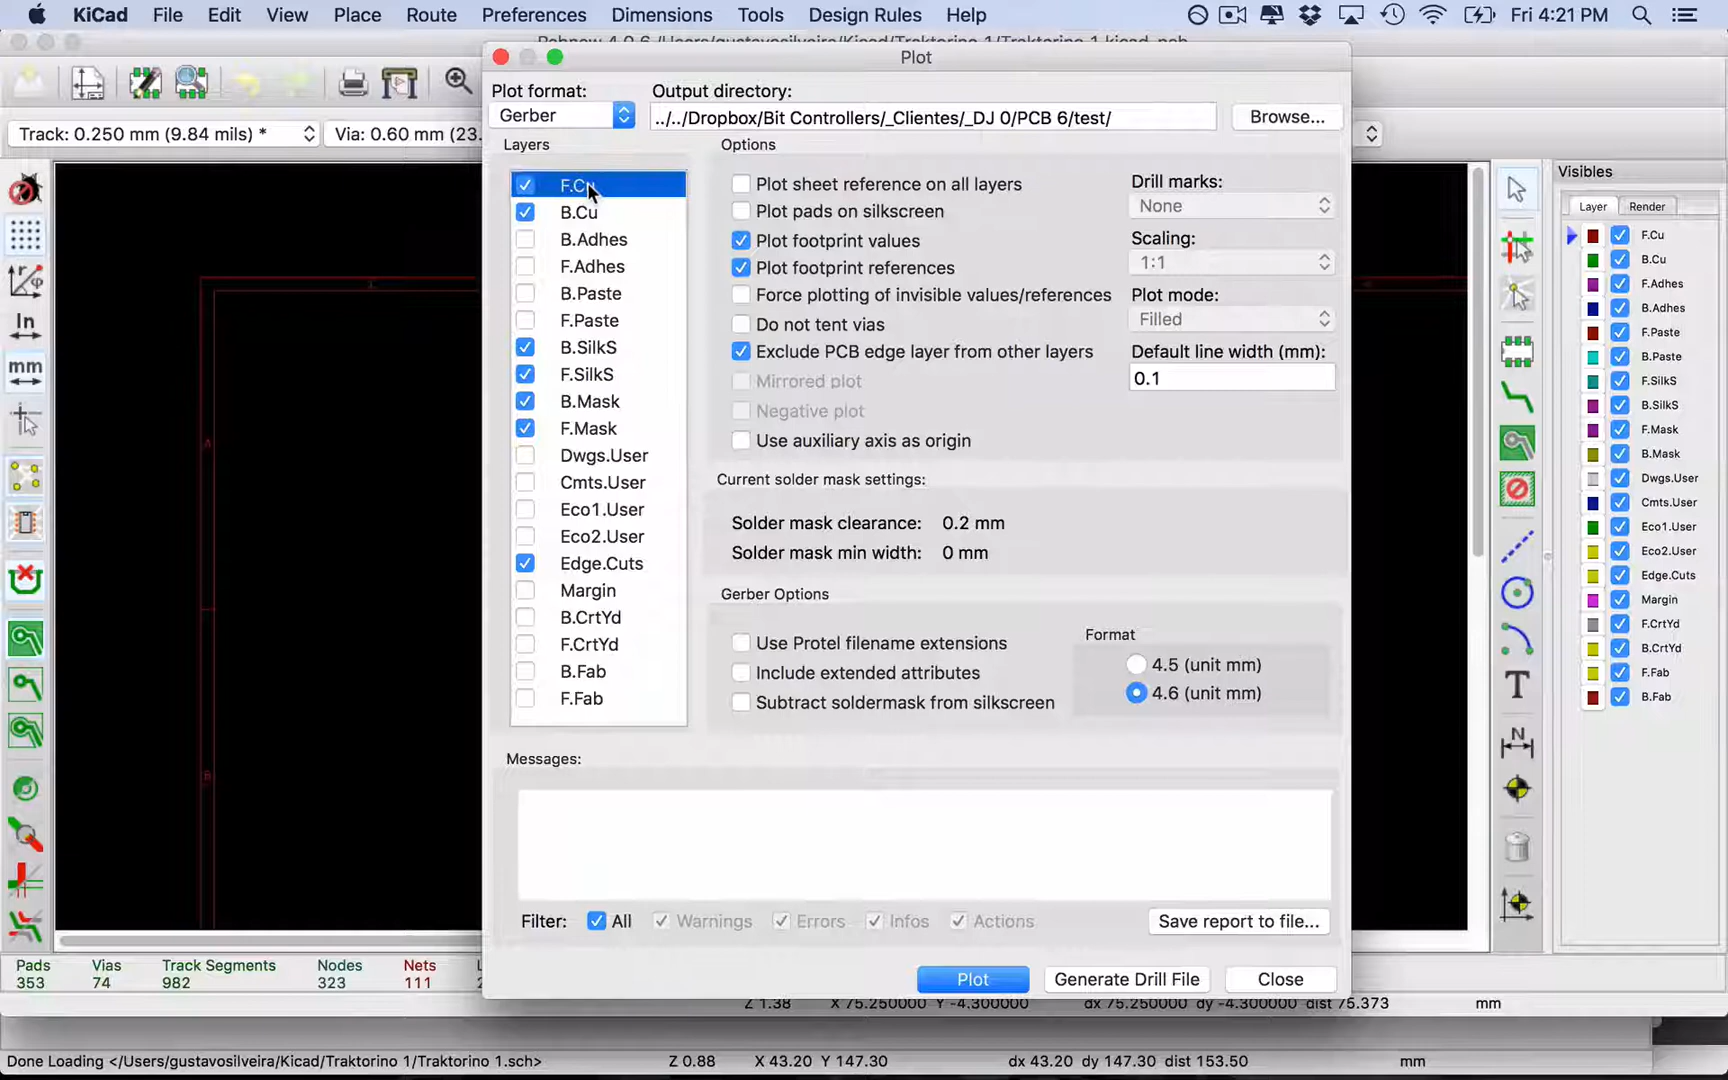 KiCad File Edit View Place Route Preferences Dimensions Tools Design Rules Help Fri 4:21 PM
Plot
Plot format:
Output directory:
Gerber
../../Dropbox/Bit Controllers/_Clientes/_DJ 0/PCB 6/test/
Browse...
Track: 0.250 mm (9.84 mils) *
Via: 0.60 mm (23.
Layers
F.Cu
B.Cu
B.Adhes
F.Adhes
B.Paste
F.Paste
B.SilkS
F.SilkS
B.Mask
F.Mask
Dwgs.User
Cmts.User
Eco1.User
Eco2.User
Edge.Cuts
Margin
B.CrtYd
F.CrtYd
B.Fab
F.Fab
Options
Plot sheet reference on all layers
Plot pads on silkscreen
Plot footprint values
Plot footprint references
Force plotting of invisible values/references
Do not tent vias
Exclude PCB edge layer from other layers
Mirrored plot
Negative plot
Use auxiliary axis as origin
Drill marks:
None
Scaling:
1:1
Plot mode:
Filled
Default line width (mm):
0.1
Current solder mask settings:
Solder mask clearance: 0.2 mm
Solder mask min width: 0 mm
Gerber Options
Use Protel filename extensions
Include extended attributes
Subtract soldermask from silkscreen
Format
4.5 (unit mm)
4.6 (unit mm)
Messages:
Filter: All Warnings Errors Infos Actions
Save report to file...
Plot
Generate Drill File
Close
Visibles
Layer Render
F.Cu
B.Cu
F.Adhes
B.Adhes
F.Paste
B.Paste
F.SilkS
B.SilkS
F.Mask
B.Mask
Dwgs.User
Cmts.User
Eco1.User
Eco2.User
Edge.Cuts
Margin
F.CrtYd
B.CrtYd
F.Fab
B.Fab
In
mm
A
B
T
N
Pads Vias Track Segments Nodes Nets
353 74 982 323 111
Z 1.38 X 75.250000 Y -4.300000 dx 75.250000 dy -4.300000 dist 75.373 mm
Done Loading </Users/gustavosilveira/Kicad/Traktorino 1/Traktorino 1.sch> Z 0.88 X 43.20 Y 147.30 dx 43.20 dy 147.30 dist 153.50 mm